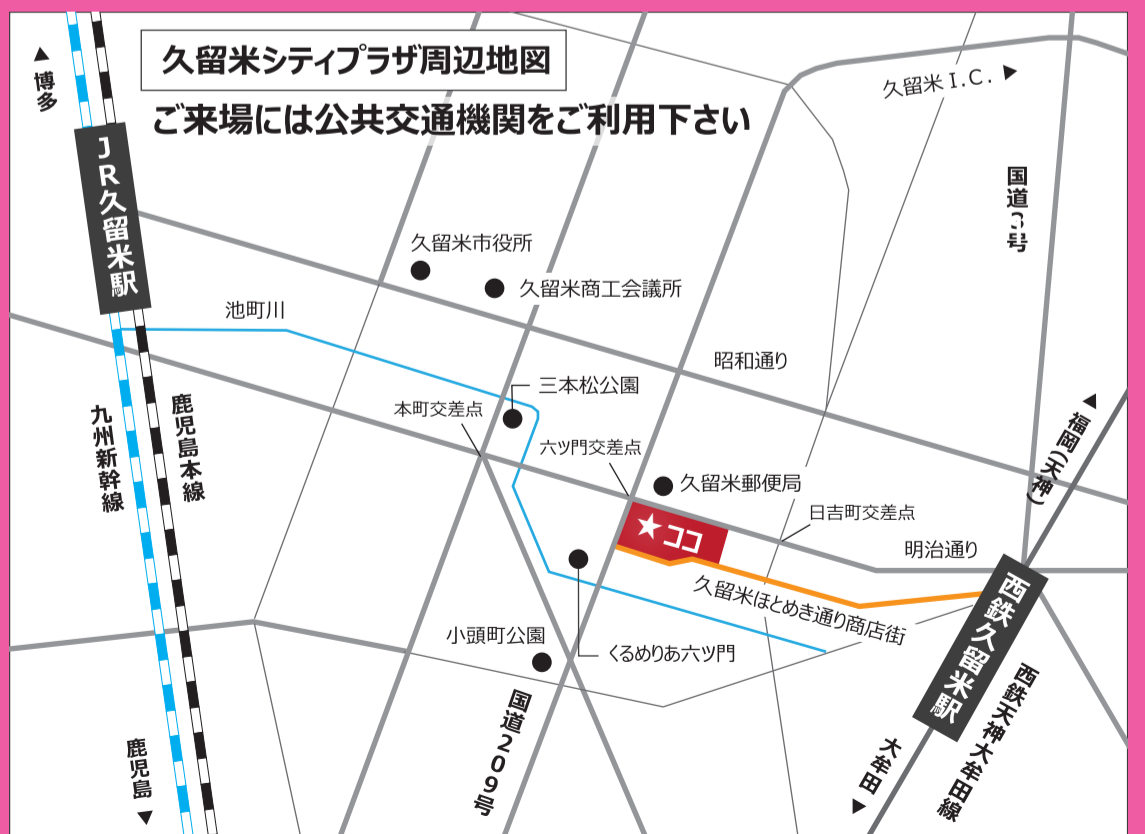 久留米シティプラザ周辺地図
ご来場には公共交通機関をご利用下さい
▲博多
JR久留米駅
久留米 I.C. ▶
国道3号
久留米市役所
久留米商工会議所
池町川
昭和通り
三本松公園
本町交差点
六ツ門交差点
久留米郵便局
日吉町交差点
明治通り
▲福岡(天神)
九州新幹線
鹿児島本線
★ココ
久留米ほとめき通り商店街
西鉄久留米駅
小頭町公園
くるめりあ六ツ門
国道209号
西鉄天神大牟田線
大牟田▼
鹿児島▼